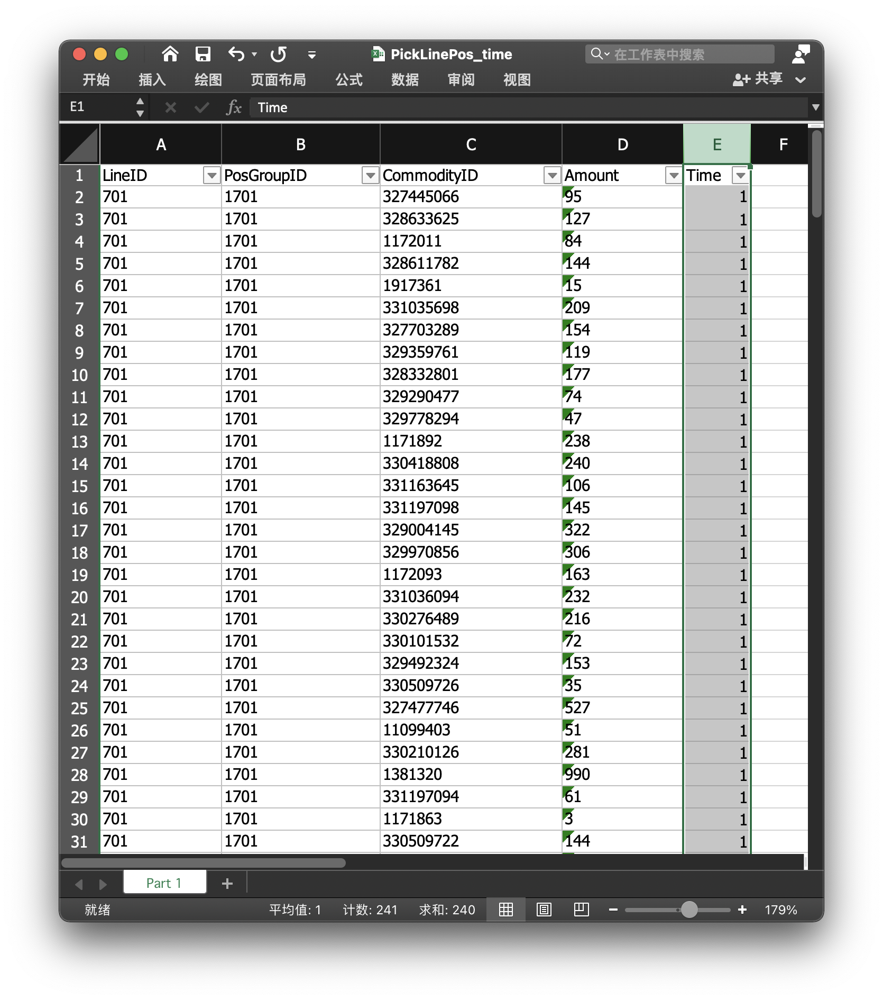 PickLinePos_time 在工作表中搜索
开始 插入 绘图 页面布局 公式 数据 审阅 视图 共享
E1 fx Time
A B C D E F
1 LineID PosGroupID CommodityID Amount Time
2 701 1701 327445066 95 1
3 701 1701 328633625 127 1
4 701 1701 1172011 84 1
5 701 1701 328611782 144 1
6 701 1701 1917361 15 1
7 701 1701 331035698 209 1
8 701 1701 327703289 154 1
9 701 1701 329359761 119 1
10 701 1701 328332801 177 1
11 701 1701 329290477 74 1
12 701 1701 329778294 47 1
13 701 1701 1171892 238 1
14 701 1701 330418808 240 1
15 701 1701 331163645 106 1
16 701 1701 331197098 145 1
17 701 1701 329004145 322 1
18 701 1701 329970856 306 1
19 701 1701 1172093 163 1
20 701 1701 331036094 232 1
21 701 1701 330276489 216 1
22 701 1701 330101532 72 1
23 701 1701 329492324 153 1
24 701 1701 330509726 35 1
25 701 1701 327477746 527 1
26 701 1701 11099403 51 1
27 701 1701 330210126 281 1
28 701 1701 1381320 990 1
29 701 1701 331197094 61 1
30 701 1701 1171863 3 1
31 701 1701 330509722 144 1
Part 1
就绪 平均值: 1 计数: 241 求和: 240 179%